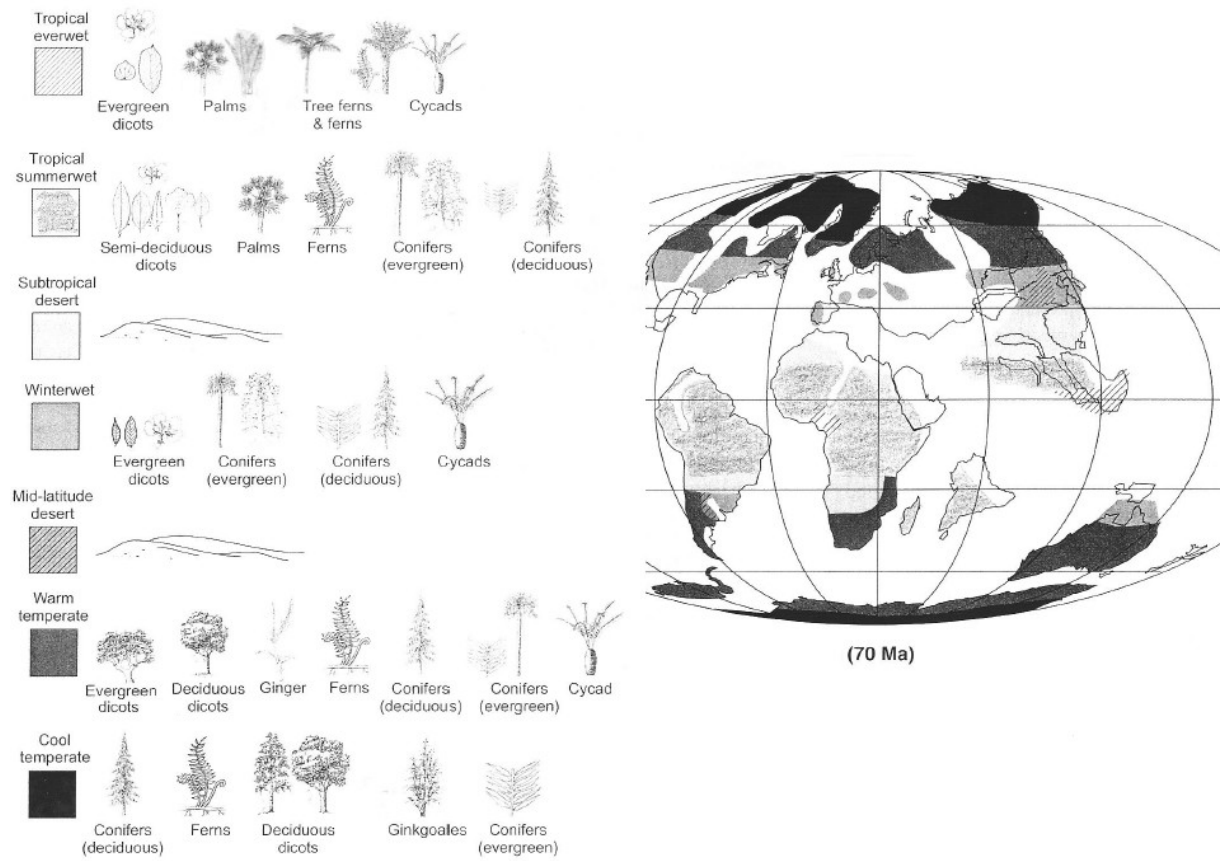 Tropical
everwet
Evergreen
dicots
Palms
Tree ferns
& ferns
Cycads
Tropical
summerwet
Semi-deciduous
dicots
Palms
Ferns
Conifers
(evergreen)
Conifers
(deciduous)
Subtropical
desert
Winterwet
Evergreen
dicots
Conifers
(evergreen)
Conifers
(deciduous)
Cycads
Mid-latitude
desert
Warm
temperate
Evergreen
dicots
Deciduous
dicots
Ginger
Ferns
Conifers
(deciduous)
Conifers
(evergreen)
Cycad
Cool
temperate
Conifers
(deciduous)
Ferns
Deciduous
dicots
Ginkgoales
Conifers
(evergreen)
(70 Ma)